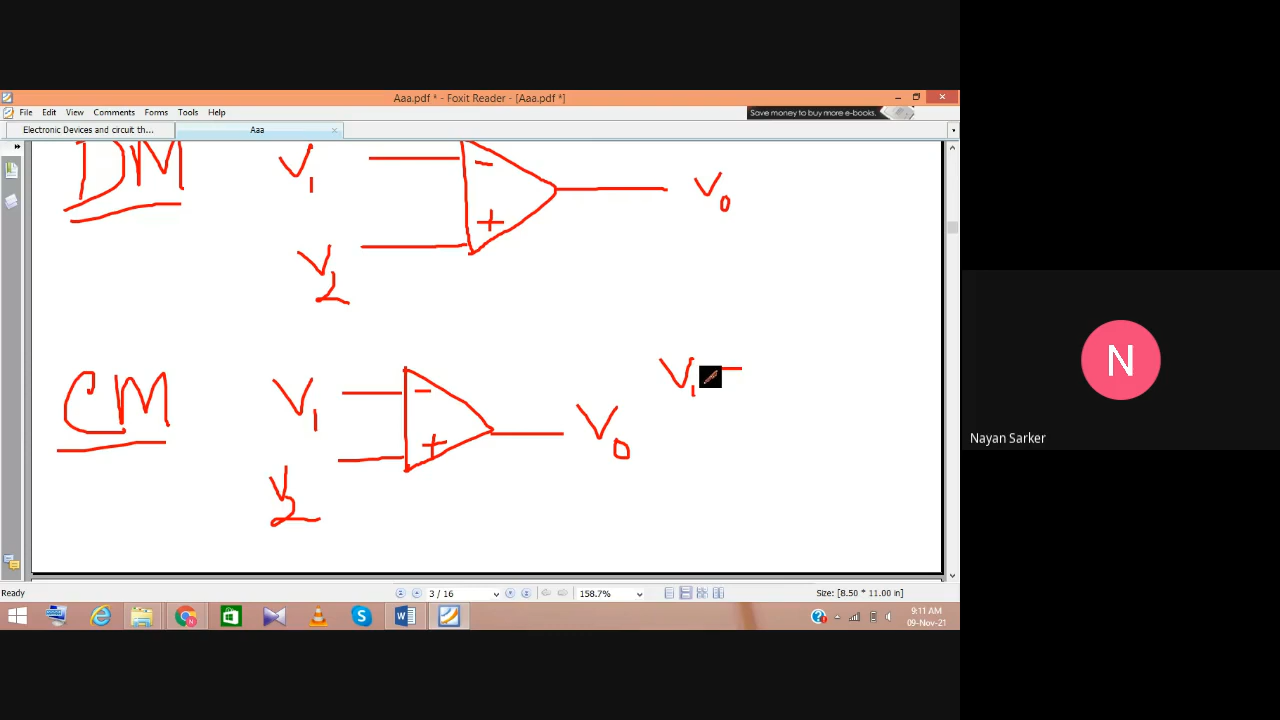 Aaa.pdf * - Foxit Reader - [Aaa.pdf *]
File Edit View Comments Forms Tools Help
Save money to buy more e-books.
Electronic Devices and circuit th... Aaa
DM V1 - V0
+
V2
CM V1 - V0 V1
+
V2
N
Nayan Sarker
Ready 3 / 16 158.7% Size: [8.50 * 11.00 in]
9:11 AM
09-Nov-21